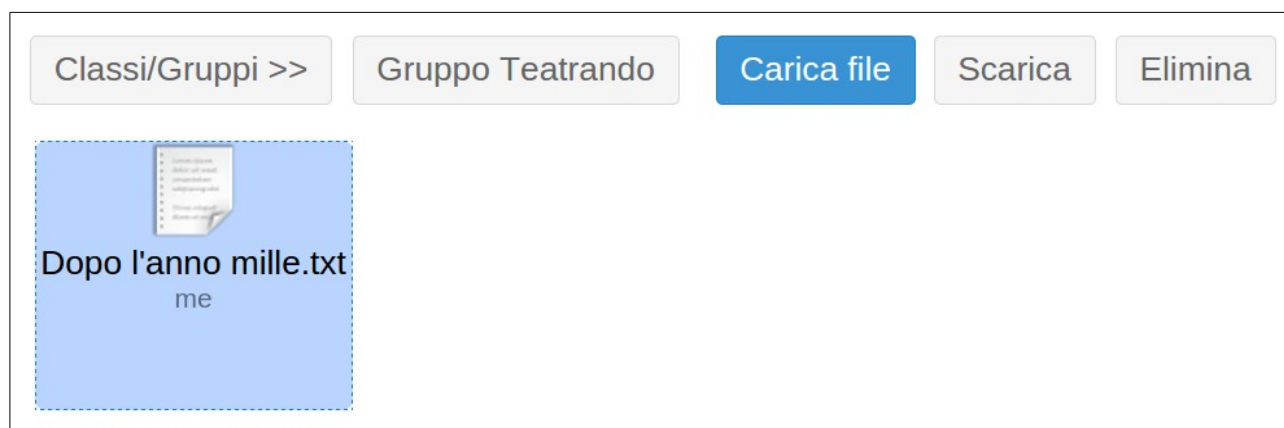 Classi/Gruppi >> Gruppo Teatrando Carica file Scarica Elimina
Dopo l'anno mille.txt
me